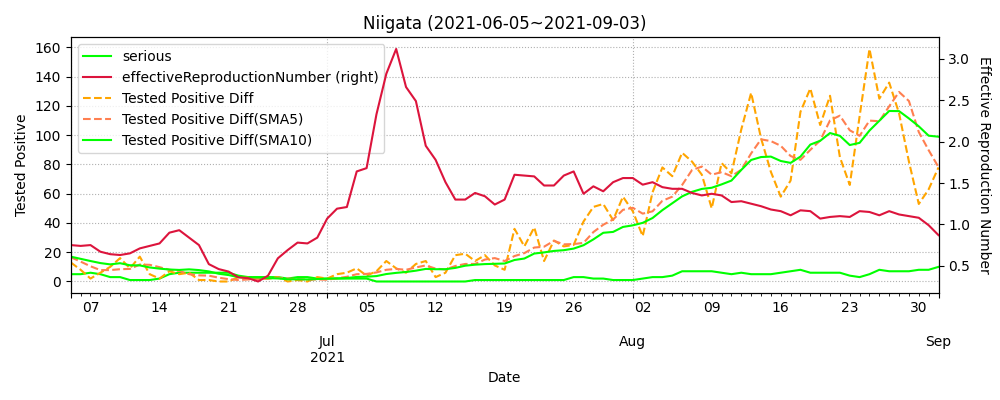 Niigata (2021-06-05~2021-09-03)
serious
effectiveReproductionNumber (right)
Tested Positive Diff
Tested Positive Diff(SMA5)
Tested Positive Diff(SMA10)
Tested Positive
160
140
120
100
80
60
40
20
0
3.0
2.5
2.0
1.5
1.0
0.5
Effective Reproduction Number
07 14 21 28 05 12 19 26 02 09 16 23 30
Jul Aug Sep
2021
Date